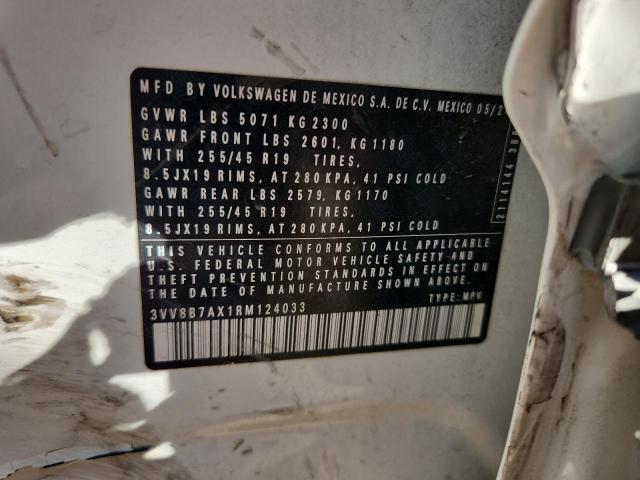 MFD BY VOLKSWAGEN DE MEXICO S.A. DE C.V. MEXICO 05/2
GVWR LBS 5071 KG 2300
GAWR FRONT LBS 2601, KG 1180
WITH 255/45 R19 TIRES,
8.5JX19 RIMS, AT 280 KPA, 41 PSI COLD
GAWR REAR LBS 2579, KG 1170
WITH 255/45 R19 TIRES,
8.5JX19 RIMS, AT 280 KPA, 41 PSI COLD
THIS VEHICLE CONFORMS TO ALL APPLICABLE
U.S. FEDERAL MOTOR VEHICLE SAFETY AND
THEFT PREVENTION STANDARDS IN EFFECT ON
THE DATE OF MANUFACTURE SHOWN ABOVE.
3VV8B7AX1RM124033 TYPE: MPV
2114144